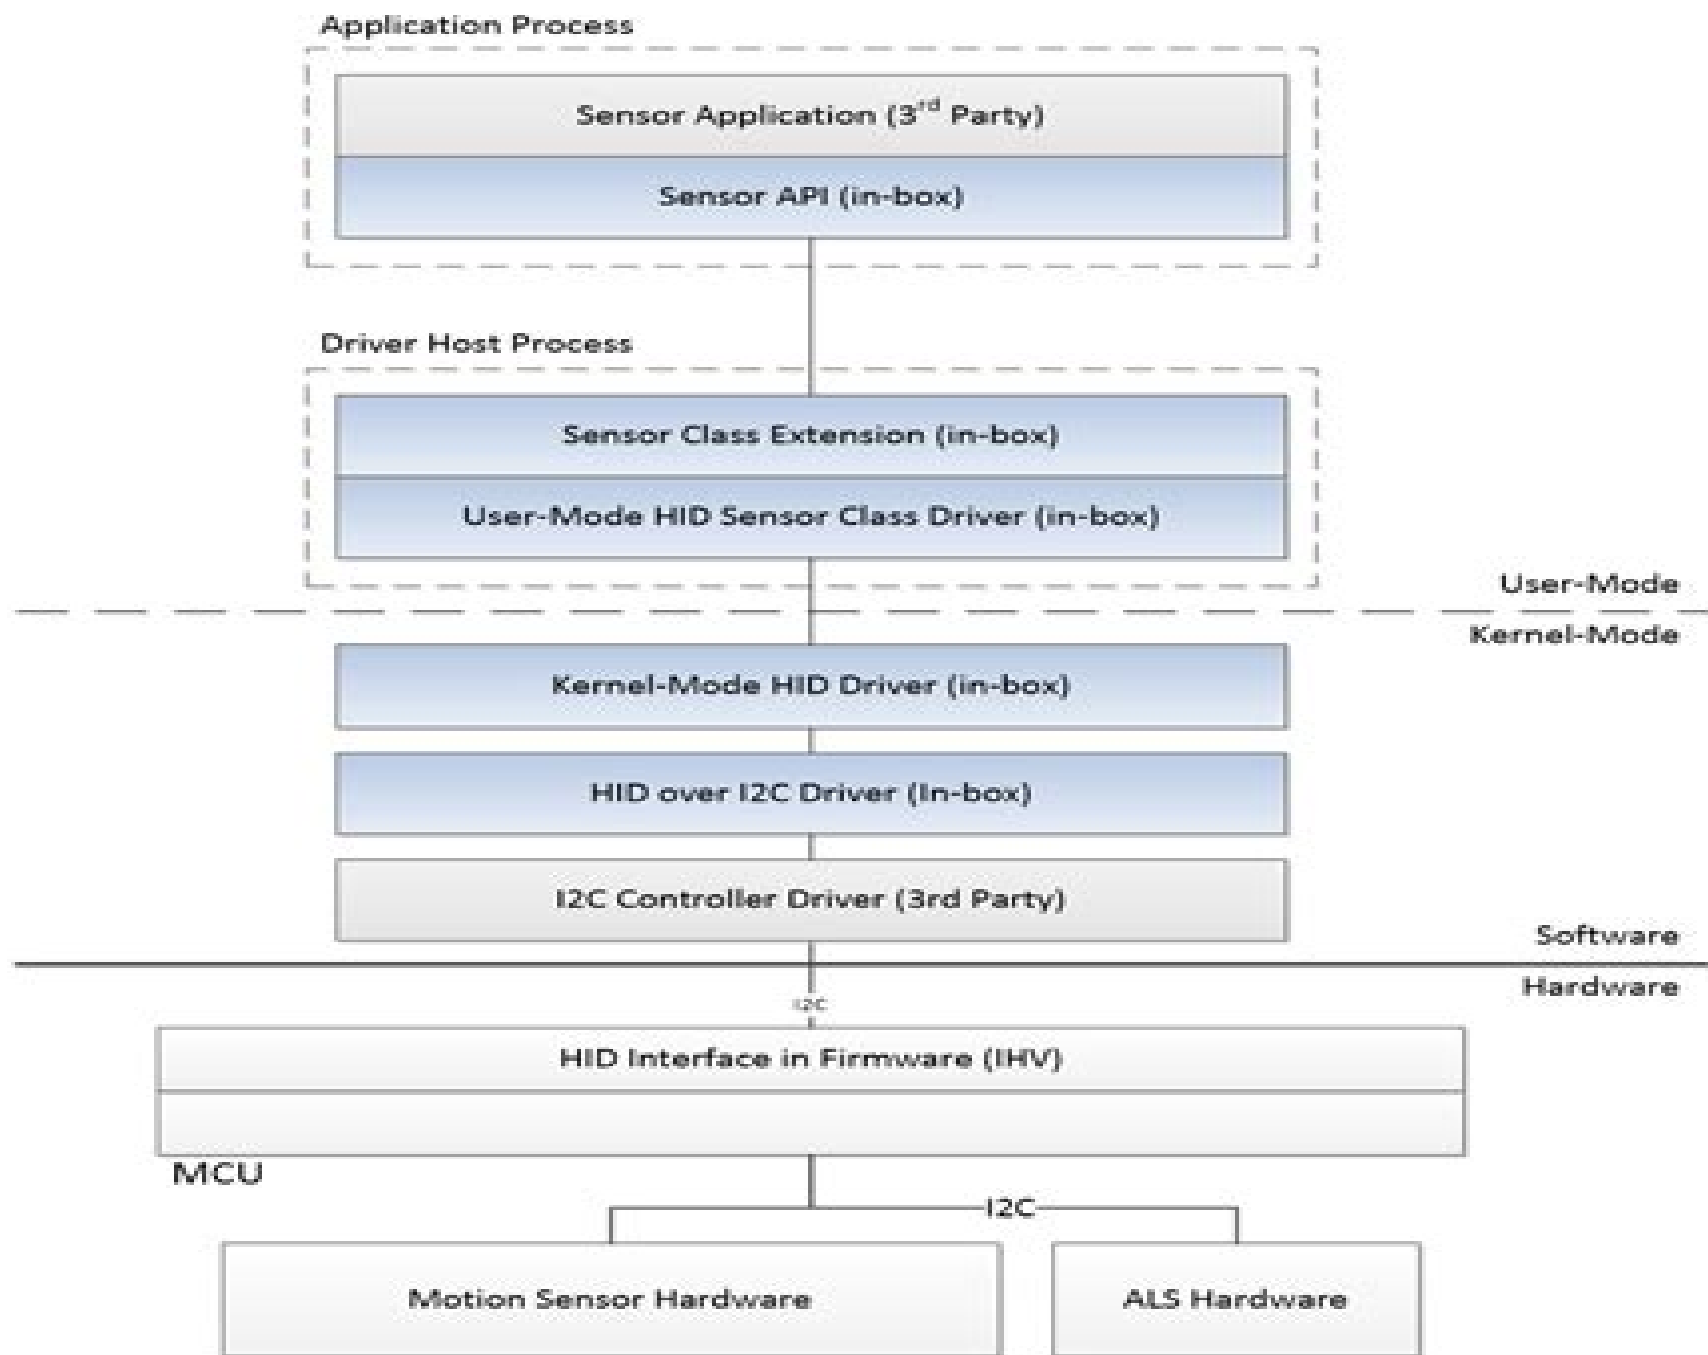 Application Process
Sensor Application (3rd Party)
Sensor API (in-box)
Driver Host Process
Sensor Class Extension (in-box)
User-Mode HID Sensor Class Driver (in-box)
User-Mode
Kernel-Mode
Kernel-Mode HID Driver (in-box)
HID over I2C Driver (In-box)
I2C Controller Driver (3rd Party)
Software
Hardware
I2C
HID Interface in Firmware (IHV)
MCU
I2C
Motion Sensor Hardware
ALS Hardware